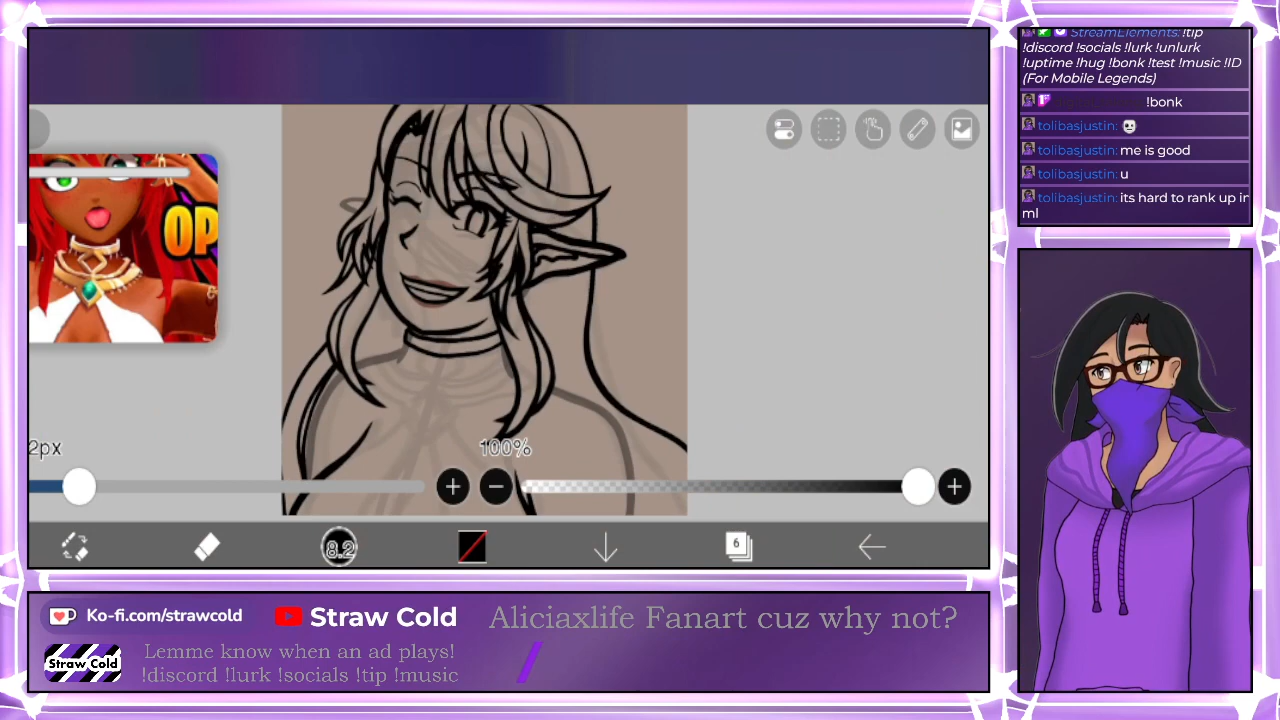 StreamElements: !tip
!discord !socials !lurk !unlurk
!uptime !hug !bonk !test !music !ID
(For Mobile Legends)
!bonk
tolibasjustin:
tolibasjustin: me is good
tolibasjustin: u
tolibasjustin: its hard to rank up in
ml
OP
2px
100%
8.2
6
Ko-fi.com/strawcold
Straw Cold
Aliciaxlife Fanart cuz why not?
Straw Cold
Lemme know when an ad plays!
!discord !lurk !socials !tip !music